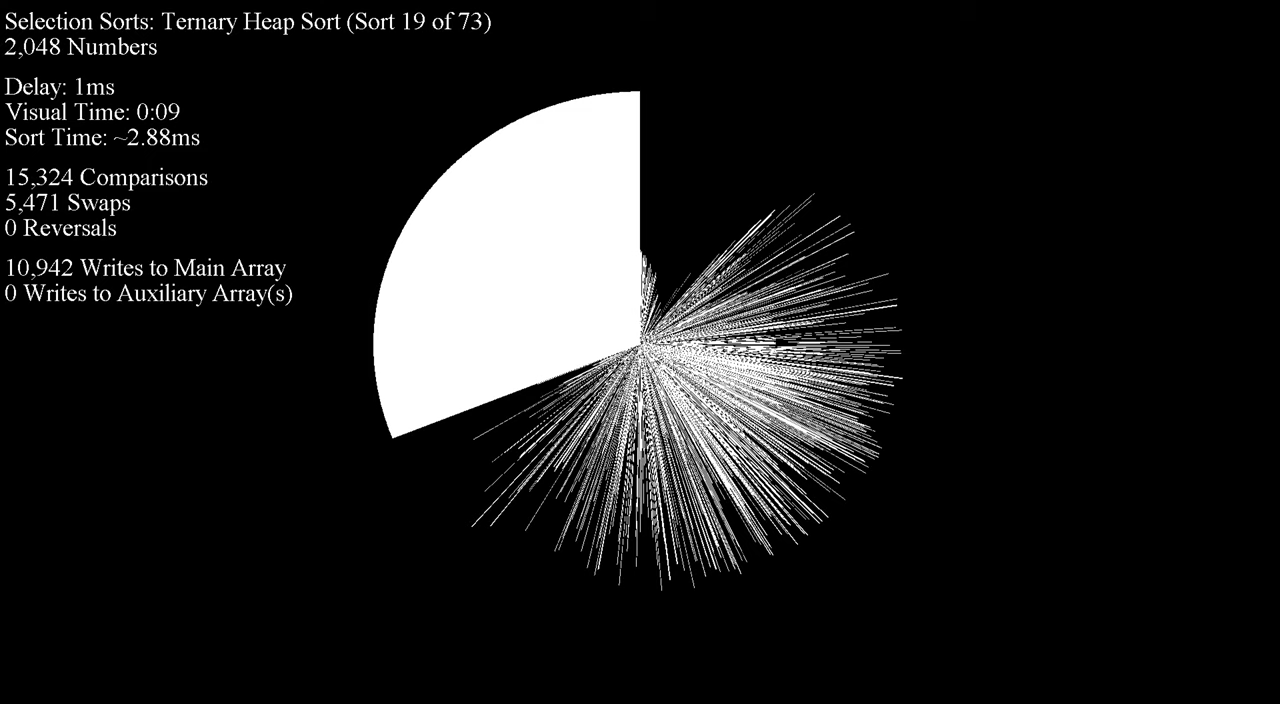 Selection Sorts: Ternary Heap Sort (Sort 19 of 73)
2,048 Numbers
Delay: 1ms
Visual Time: 0:09
Sort Time: ~2.88ms
15,324 Comparisons
5,471 Swaps
0 Reversals
10,942 Writes to Main Array
0 Writes to Auxiliary Array(s)